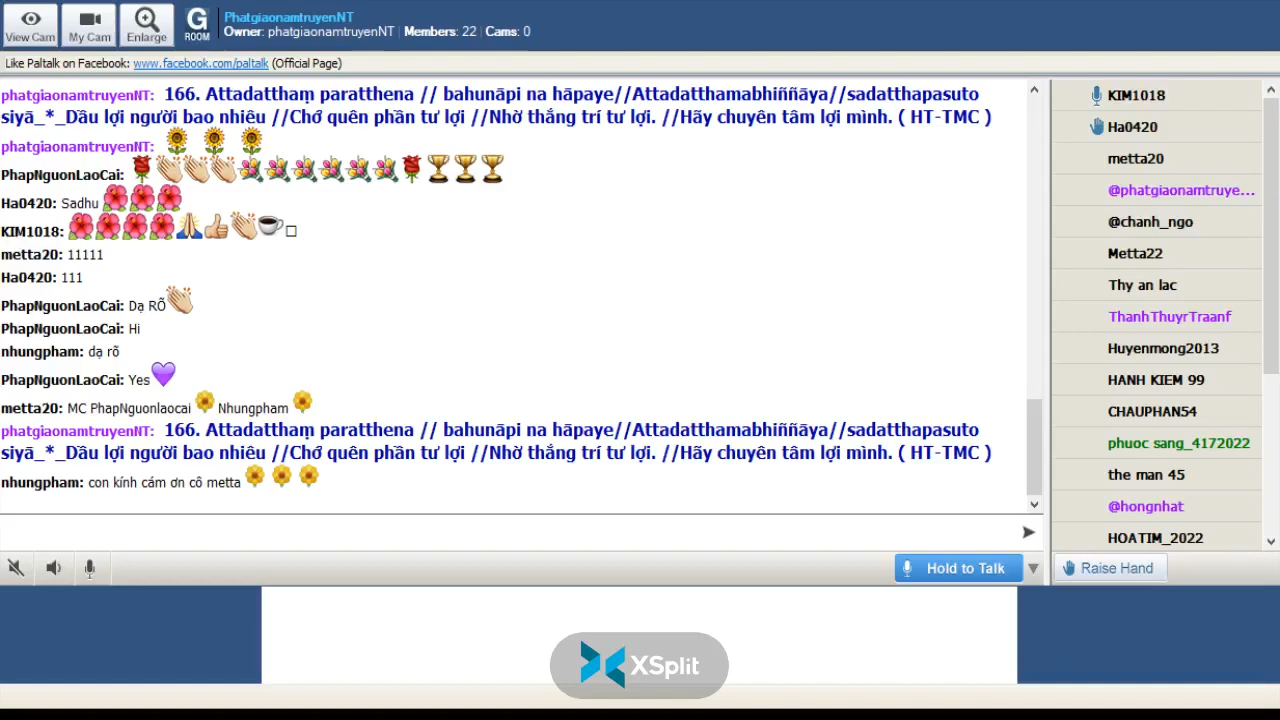 View Cam
My Cam
Enlarge
G
ROOM
PhatgiaonamtruyenNT
Owner: phatgiaonamtruyenNT | Members: 22 | Cams: 0
Like Paltalk on Facebook: www.facebook.com/paltalk (Official Page)
phatgiaonamtruyenNT: 166. Attadatthaṃ paratthena // bahunāpi na hāpaye//Attadatthamabhiññāya//sadatthapasuto
siyā_*_Dầu lợi người bao nhiêu //Chớ quên phần tư lợi //Nhờ thắng trí tư lợi. //Hãy chuyên tâm lợi mình. ( HT-TMC )
phatgiaonamtruyenNT: 🌻 🌻 🌻
PhapNguonLaoCai: 🌹👏👏👏💐💐💐💐💐💐🌹🏆🏆🏆
Ha0420: Sadhu 🌺🌺🌺
KIM1018: 🌺🌺🌺🌺🙏👍👏☕□
metta20: 11111
Ha0420: 111
PhapNguonLaoCai: Dạ RÕ👏
PhapNguonLaoCai: Hi
nhungpham: dạ rõ
PhapNguonLaoCai: Yes💜
metta20: MC PhapNguonlaocai 🌼 Nhungpham 🌼
phatgiaonamtruyenNT: 166. Attadatthaṃ paratthena // bahunāpi na hāpaye//Attadatthamabhiññāya//sadatthapasuto
siyā_*_Dầu lợi người bao nhiêu //Chớ quên phần tư lợi //Nhờ thắng trí tư lợi. //Hãy chuyên tâm lợi mình. ( HT-TMC )
nhungpham: con kính cám ơn cô metta 🌼 🌼 🌼
Hold to Talk
KIM1018
Ha0420
metta20
@phatgiaonamtruye...
@chanh_ngo
Metta22
Thy an lac
ThanhThuyrTraanf
Huyenmong2013
HANH KIEM 99
CHAUPHAN54
phuoc sang_4172022
the man 45
@hongnhat
HOATIM_2022
Raise Hand
XSplit